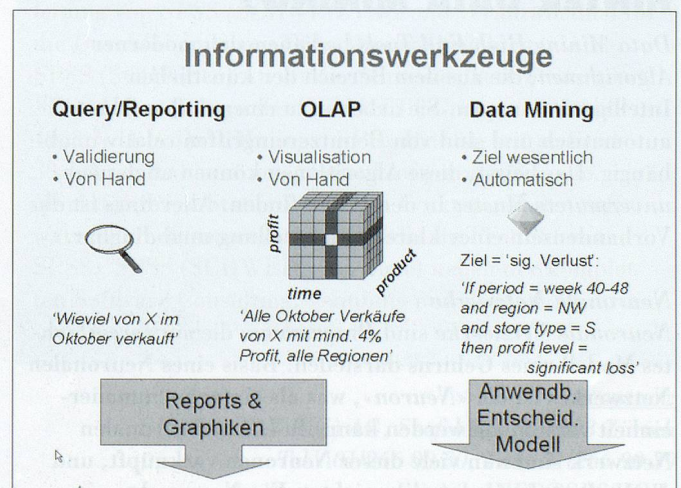 Informationswerkzeuge
Query/Reporting
• Validierung
• Von Hand
'Wieviel von X im
Oktober verkauft'
OLAP
• Visualisation
• Von Hand
profit
time
product
'Alle Oktober Verkäufe
von X mit mind. 4%
Profit, alle Regionen'
Data Mining
• Ziel wesentlich
• Automatisch
Ziel = 'sig. Verlust':
'If period = week 40-48
and region = NW
and store type = S
then profit level =
significant loss'
Reports &
Graphiken
Anwendb.
Entscheid.
Modell